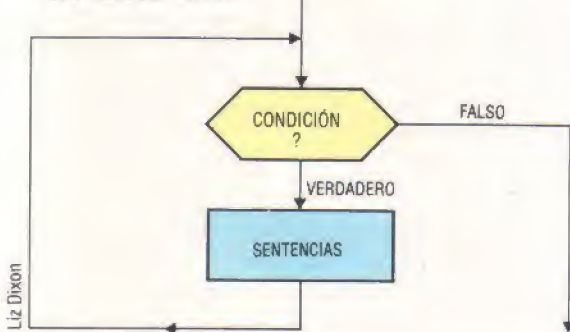 CONDICIÓN
?
FALSO
VERDADERO
SENTENCIAS
Liz Dixon